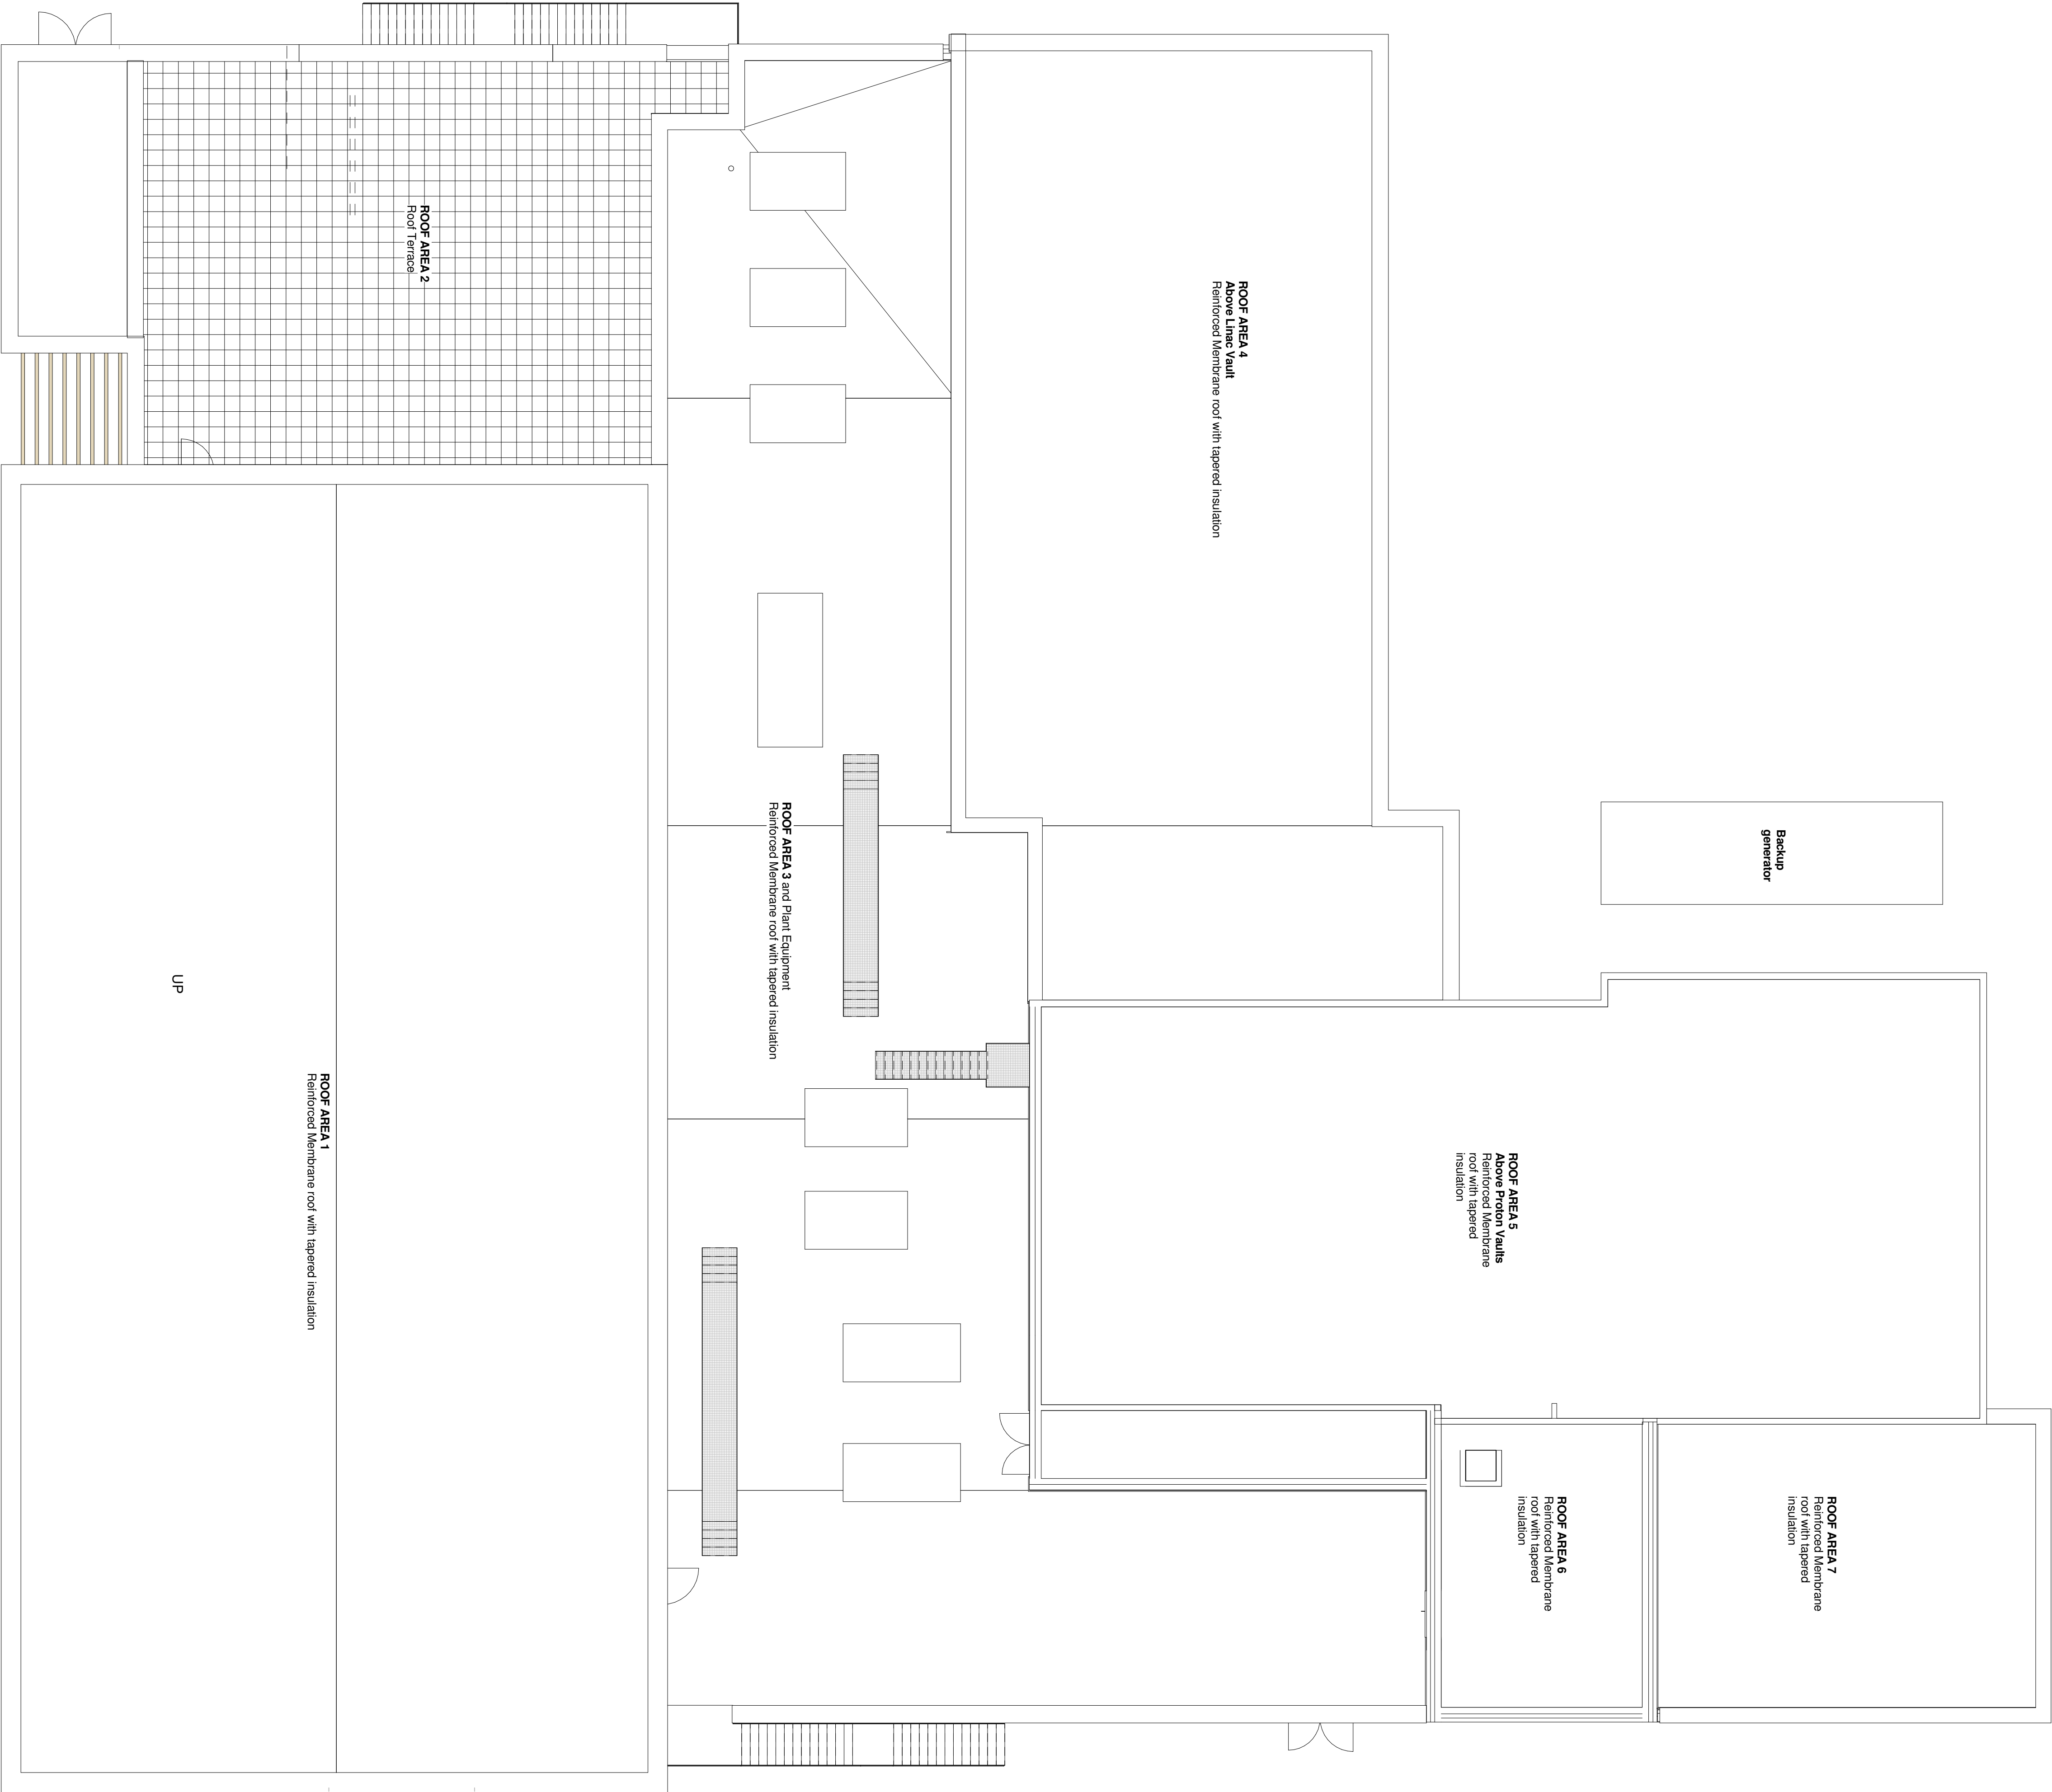 ROOF AREA 1
Reinforced Membrane roof with tapered insulation
UP
ROOF AREA 2
Roof Terrace
ROOF AREA 3 and Plant Equipment
Reinforced Membrane roof with tapered insulation
ROOF AREA 4
Above Linac Vault
Reinforced Membrane roof with tapered insulation
ROOF AREA 5
Above Proton Vaults
Reinforced Membrane
roof with tapered
insulation
ROOF AREA 6
Reinforced Membrane
roof with tapered
insulation
ROOF AREA 7
Reinforced Membrane
roof with tapered
insulation
Backup
generator